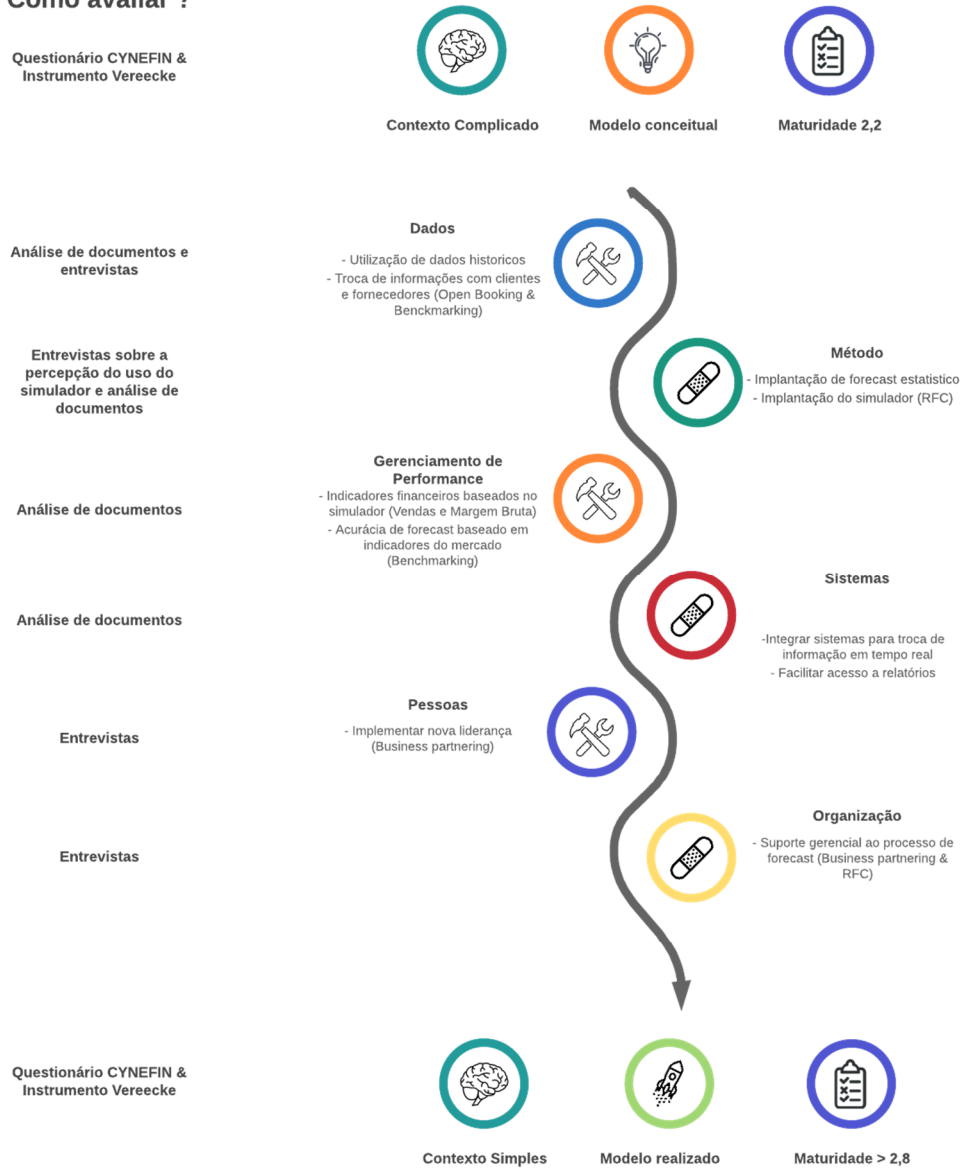 Como avaliar ?
Questionário CYNEFIN &
Instrumento Vereecke
Contexto Complicado
Modelo conceitual
Maturidade 2,2
Análise de documentos e
entrevistas
Dados
- Utilização de dados historicos
- Troca de informações com clientes
e fornecedores (Open Booking &
Benckmarking)
Entrevistas sobre a
percepção do uso do
simulador e análise de
documentos
Método
- Implantação de forecast estatistico
- Implantação do simulador (RFC)
Análise de documentos
Gerenciamento de
Performance
- Indicadores financeiros baseados no
simulador (Vendas e Margem Bruta)
- Acurácia de forecast baseado em
indicadores do mercado
(Benchmarking)
Análise de documentos
Sistemas
-Integrar sistemas para troca de
informação em tempo real
- Facilitar acesso a relatórios
Entrevistas
Pessoas
- Implementar nova liderança
(Business partnering)
Entrevistas
Organização
- Suporte gerencial ao processo de
forecast (Business partnering &
RFC)
Questionário CYNEFIN &
Instrumento Vereecke
Contexto Simples
Modelo realizado
Maturidade > 2,8